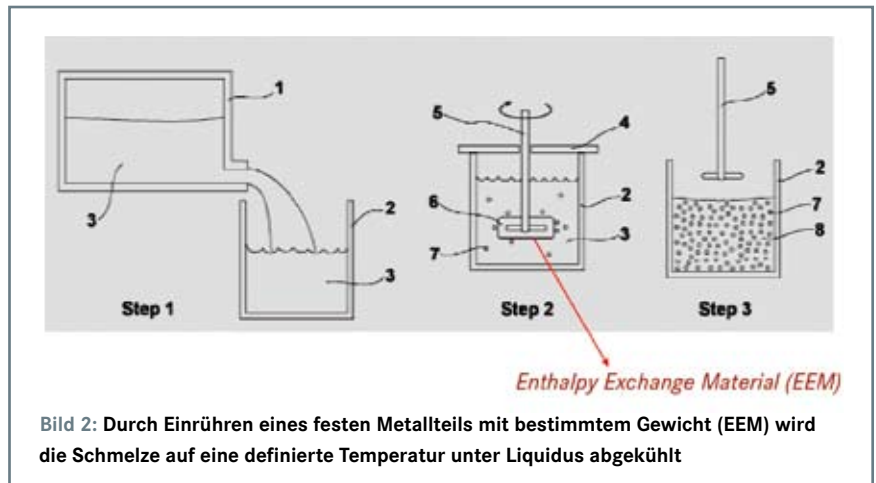 1
3
2
3
Step 1
5
4
6
2
3
7
Step 2
5
2
7
8
Step 3
Enthalpy Exchange Material (EEM)
Bild 2: Durch Einrühren eines festen Metallteils mit bestimmtem Gewicht (EEM) wird
die Schmelze auf eine definierte Temperatur unter Liquidus abgekühlt